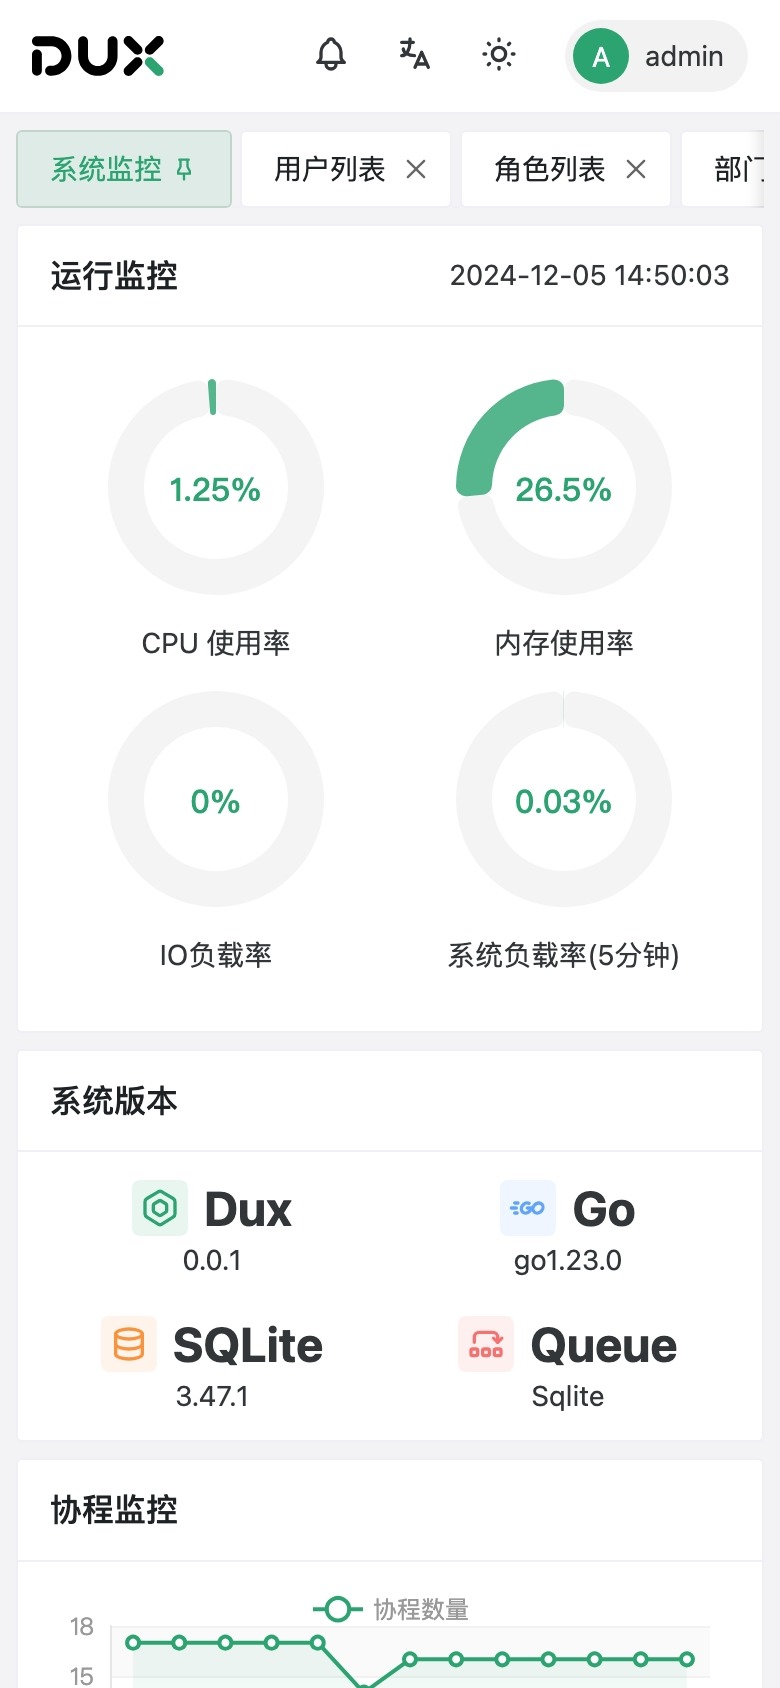 DUX
A admin
系统监控 用户列表 角色列表 部门
运行监控 2024-12-05 14:50:03
1.25% 26.5%
CPU 使用率 内存使用率
0% 0.03%
IO负载率 系统负载率(5分钟)
系统版本
Dux GO Go
0.0.1 go1.23.0
SQLite Queue
3.47.1 Sqlite
协程监控
协程数量
18
15